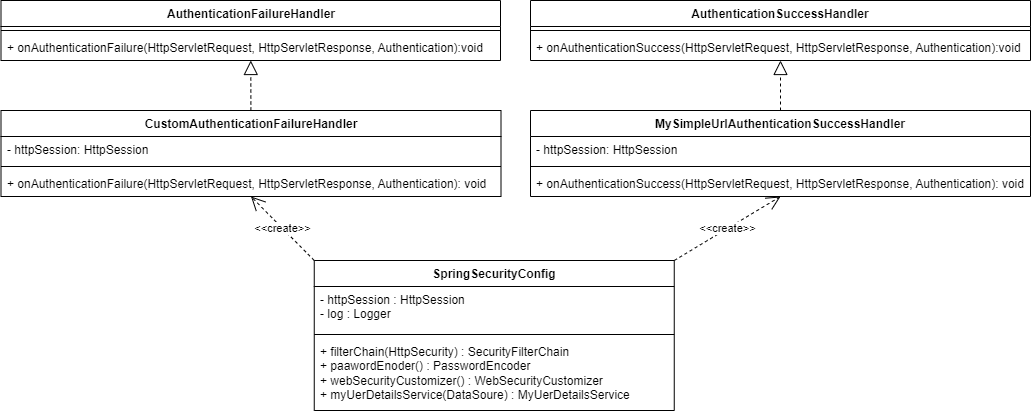 AuthenticationFailureHandler
+ onAuthenticationFailure(HttpServletRequest, HttpServletResponse, Authentication):void
AuthenticationSuccessHandler
+ onAuthenticationSuccess(HttpServletRequest, HttpServletResponse, Authentication):void
CustomAuthenticationFailureHandler
- httpSession: HttpSession
+ onAuthenticationFailure(HttpServletRequest, HttpServletResponse, Authentication): void
MySimpleUrlAuthenticationSuccessHandler
- httpSession: HttpSession
+ onAuthenticationSuccess(HttpServletRequest, HttpServletResponse, Authentication): void
<<create>>
<<create>>
SpringSecurityConfig
- httpSession : HttpSession
- log : Logger
+ filterChain(HttpSecurity) : SecurityFilterChain
+ paawordEnoder() : PasswordEncoder
+ webSecurityCustomizer() : WebSecurityCustomizer
+ myUerDetailsService(DataSoure) : MyUerDetailsService